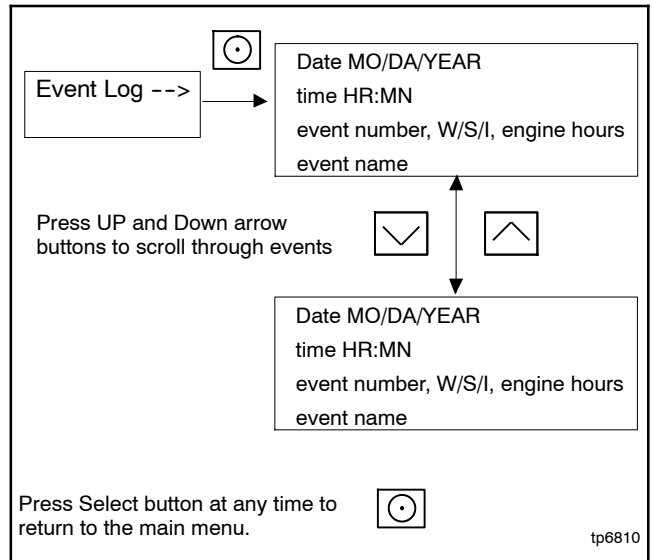 Event Log -->
Date MO/DA/YEAR
time HR:MN
event number, W/S/I, engine hours
event name
Press UP and Down arrow
buttons to scroll through events
Date MO/DA/YEAR
time HR:MN
event number, W/S/I, engine hours
event name
Press Select button at any time to
return to the main menu.
tp6810